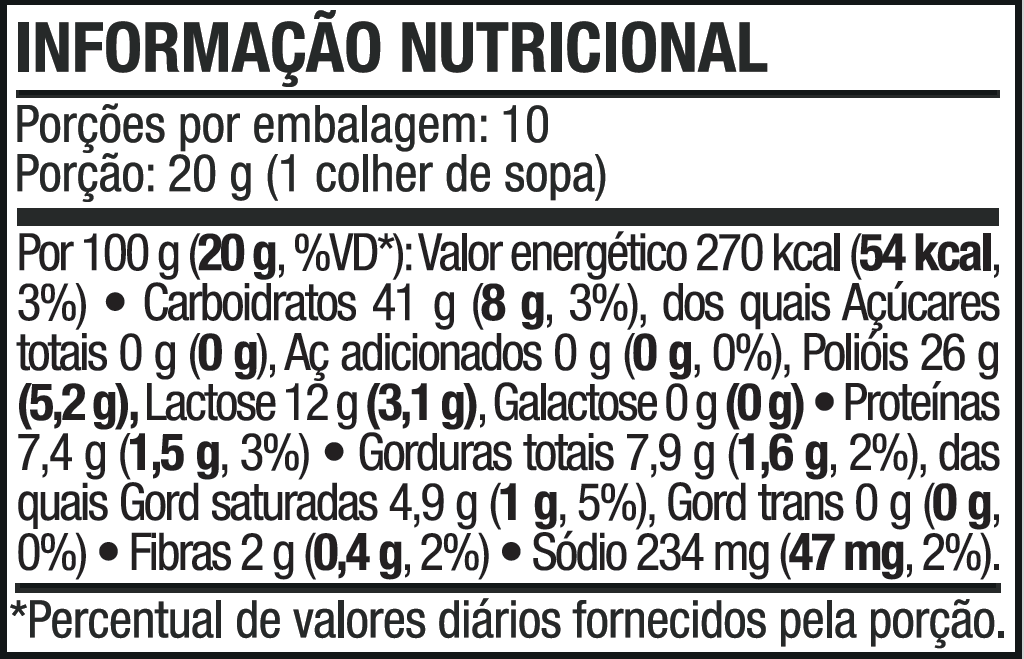 INFORMAÇÃO NUTRICIONAL
Porções por embalagem: 10
Porção: 20 g (1 colher de sopa)
Por 100 g (20 g, %VD*): Valor energético 270 kcal (54 kcal,
3%) • Carboidratos 41 g (8 g, 3%), dos quais Açúcares
totais 0 g (0 g), Aç adicionados 0 g (0 g, 0%), Polióis 26 g
(5,2 g), Lactose 12 g (3,1 g), Galactose 0 g (0 g) • Proteínas
7,4 g (1,5 g, 3%) • Gorduras totais 7,9 g (1,6 g, 2%), das
quais Gord saturadas 4,9 g (1 g, 5%), Gord trans 0 g (0 g,
0%) • Fibras 2 g (0,4 g, 2%) • Sódio 234 mg (47 mg, 2%).
*Percentual de valores diários fornecidos pela porção.